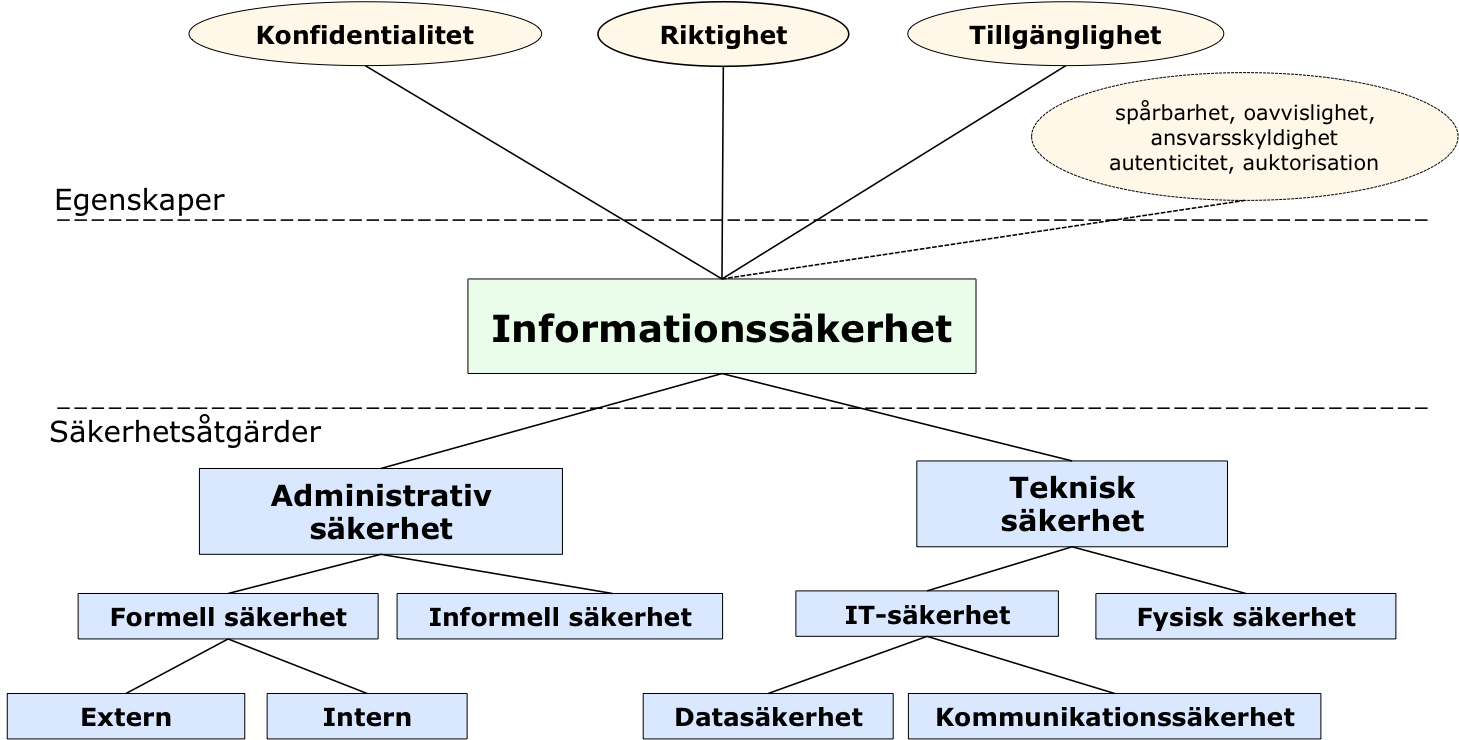 Konfidentialitet
Riktighet
Tillgänglighet
spårbarhet, oavvislighet,
ansvarsskyldighet
autenticitet, auktorisation
Egenskaper
Informationssäkerhet
Säkerhetsåtgärder
Administrativ
säkerhet
Teknisk
säkerhet
Formell säkerhet
Informell säkerhet
IT-säkerhet
Fysisk säkerhet
Extern
Intern
Datasäkerhet
Kommunikationssäkerhet